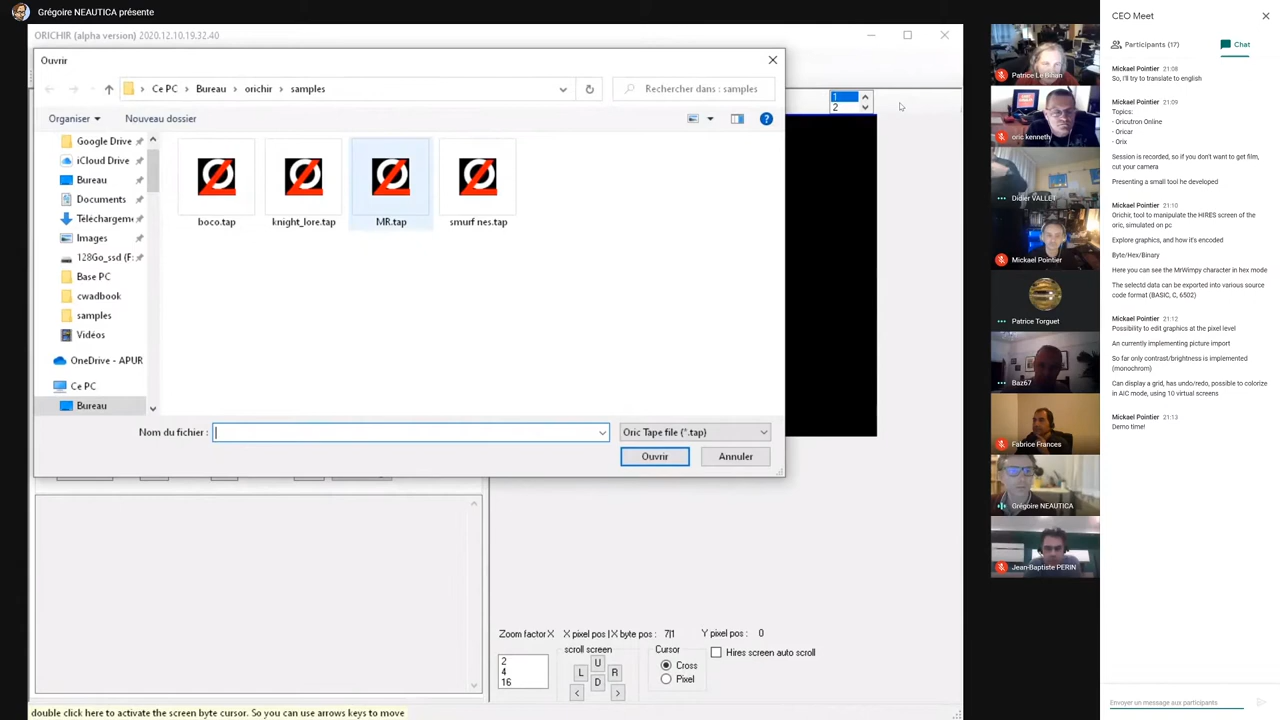 Grégoire NEAUTICA présente
ORICHIR (alpha version) 2020.12.10.19.32.40
Ouvrir
Ce PC > Bureau > orichir > samples
Rechercher dans : samples
Organiser
Nouveau dossier
Google Drive
iCloud Drive
Bureau
Documents
Téléchargeme
Images
128Go_ssd (F:
Base PC
cwadbook
samples
Vidéos
OneDrive - APUR
Ce PC
Bureau
boco.tap
knight_lore.tap
MR.tap
smurf nes.tap
Nom du fichier :
Oric Tape file (*.tap)
Ouvrir
Annuler
1
2
Zoom factor X
2
4
16
X pixel pos | X byte pos : 7|1
Y pixel pos : 0
scroll screen
U
L
R
D
<
>
Cursor
Cross
Pixel
Hires screen auto scroll
double click here to activate the screen byte cursor. So you can use arrows keys to move
Patrice Le Bihan
oric kenneth
Didier VALLET
Mickael Pointier
Patrice Torguet
Baz67
Fabrice Frances
Grégoire NEAUTICA
Jean-Baptiste PERIN
CEO Meet
Participants (17)
Chat
Mickael Pointier 21:08
So, I'll try to translate to english
Mickael Pointier 21:09
Topics:
- Oricutron Online
- Oricar
- Orix
Session is recorded, so if you don't want to get film,
cut your camera
Presenting a small tool he developed
Mickael Pointier 21:10
Orichir, tool to manipulate the HIRES screen of the
oric, simulated on pc
Explore graphics, and how it's encoded
Byte/Hex/Binary
Here you can see the MrWimpy character in hex mode
The selectd data can be exported into various source
code format (BASIC, C, 6502)
Mickael Pointier 21:12
Possibility to edit graphics at the pixel level
An currently implementing picture import
So far only contrast/brightness is implemented
(monochrom)
Can display a grid, has undo/redo, possible to colorize
in AIC mode, using 10 virtual screens
Mickael Pointier 21:13
Demo time!
Envoyer un message aux participants